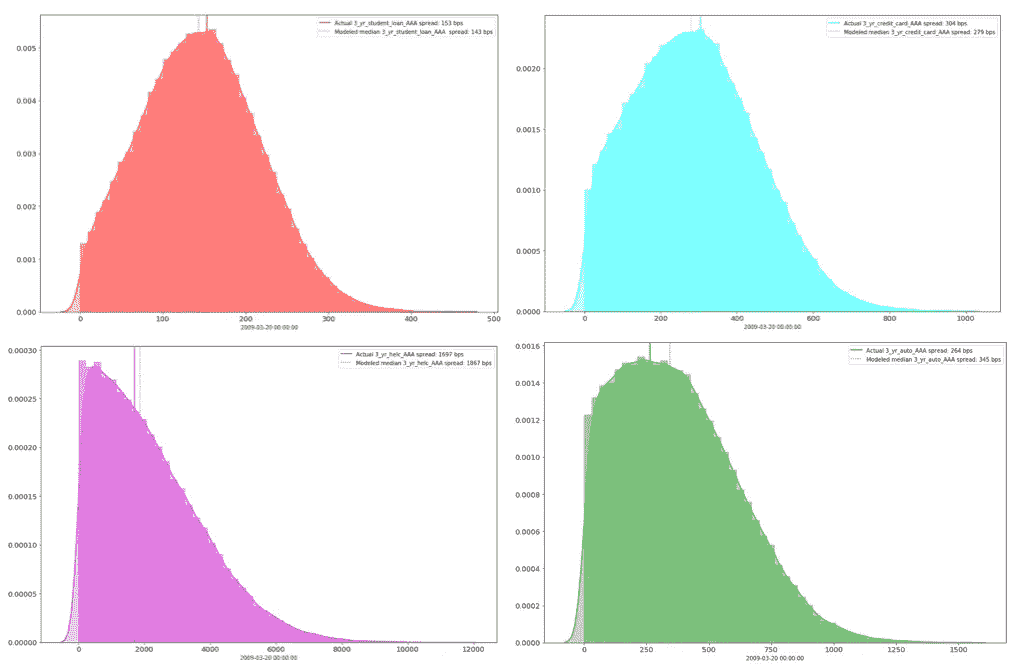 Actual 3_yr_student_loan_AAA spread: 153 bps
Modeled median 3_yr_student_loan_AAA spread: 143 bps
0.005
0.004
0.003
0.002
0.001
0.000
0 100 200 300 400 500
2009-03-20 00:00:00
Actual 3_yr_credit_card_AAA spread: 304 bps
Modeled median 3_yr_credit_card_AAA spread: 279 bps
0.0020
0.0015
0.0010
0.0005
0.0000
0 200 400 600 800 1000
2009-03-20 00:00:00
Actual 3_yr_helc_AAA spread: 1697 bps
Modeled median 3_yr_helc_AAA spread: 1867 bps
0.00030
0.00025
0.00020
0.00015
0.00010
0.00005
0.00000
0 2000 4000 6000 8000 10000 12000
2009-03-20 00:00:00
Actual 3_yr_auto_AAA spread: 264 bps
Modeled median 3_yr_auto_AAA spread: 345 bps
0.0016
0.0014
0.0012
0.0010
0.0008
0.0006
0.0004
0.0002
0.0000
0 250 500 750 1000 1250 1500
2009-03-20 00:00:00